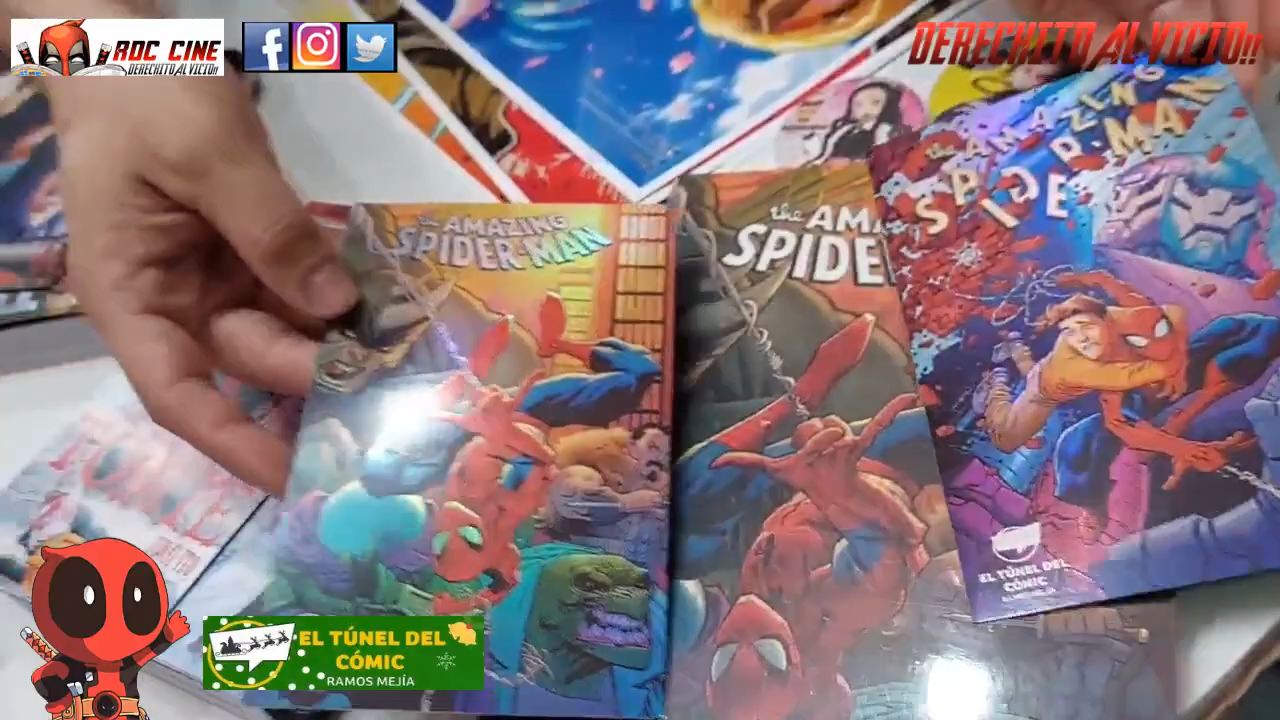 RDC CINE
DERECHITO AL VICIO!!
DERECHITO AL VICIO!!
the AMAZING
SPIDER-MAN
the AMA
SPIDE
the AMAZING
SPIDER-MAN
EL TÚNEL DEL
CÓMIC
EL TÚNEL DEL
CÓMIC
RAMOS MEJÍA